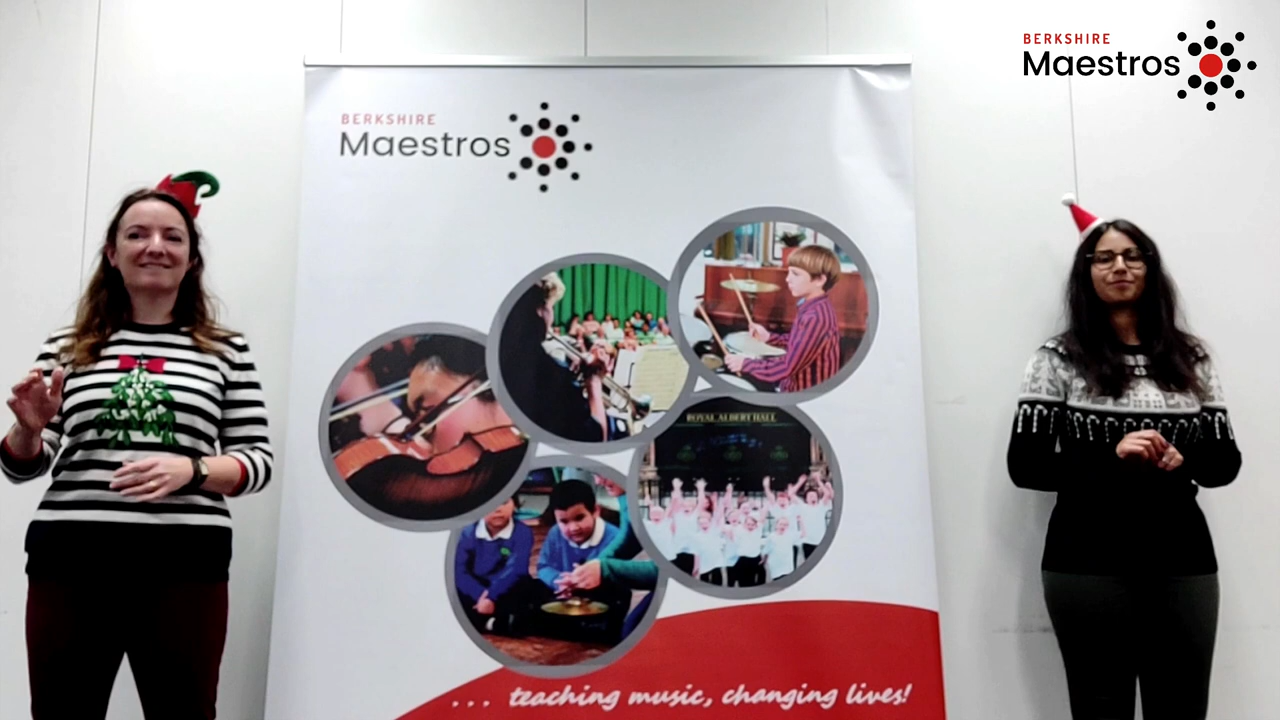 BERKSHIRE
Maestros
BERKSHIRE
Maestros
ROYAL ALBERT HALL
... teaching music, changing lives!